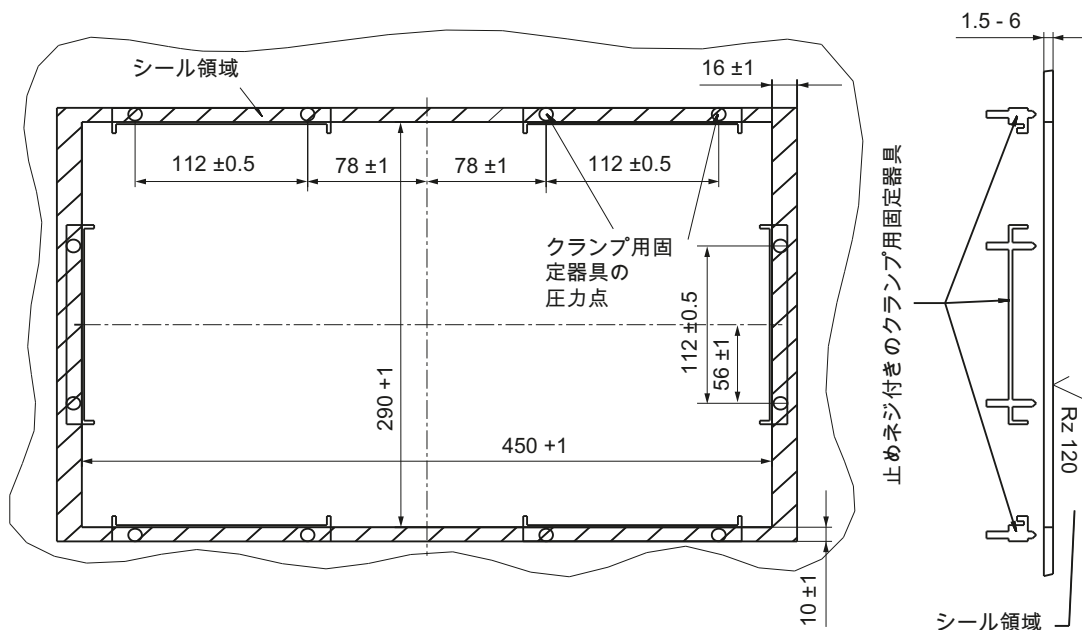 1.5 - 6
シール領域
16 ±1
112 ±0.5
78 ±1
78 ±1
112 ±0.5
クランプ用固
定器具の
圧力点
112 ±0.5
56 ±1
290 +1
450 +1
10 ±1
止めネジ付きのクランプ用固定器具
Rz 120
シール領域